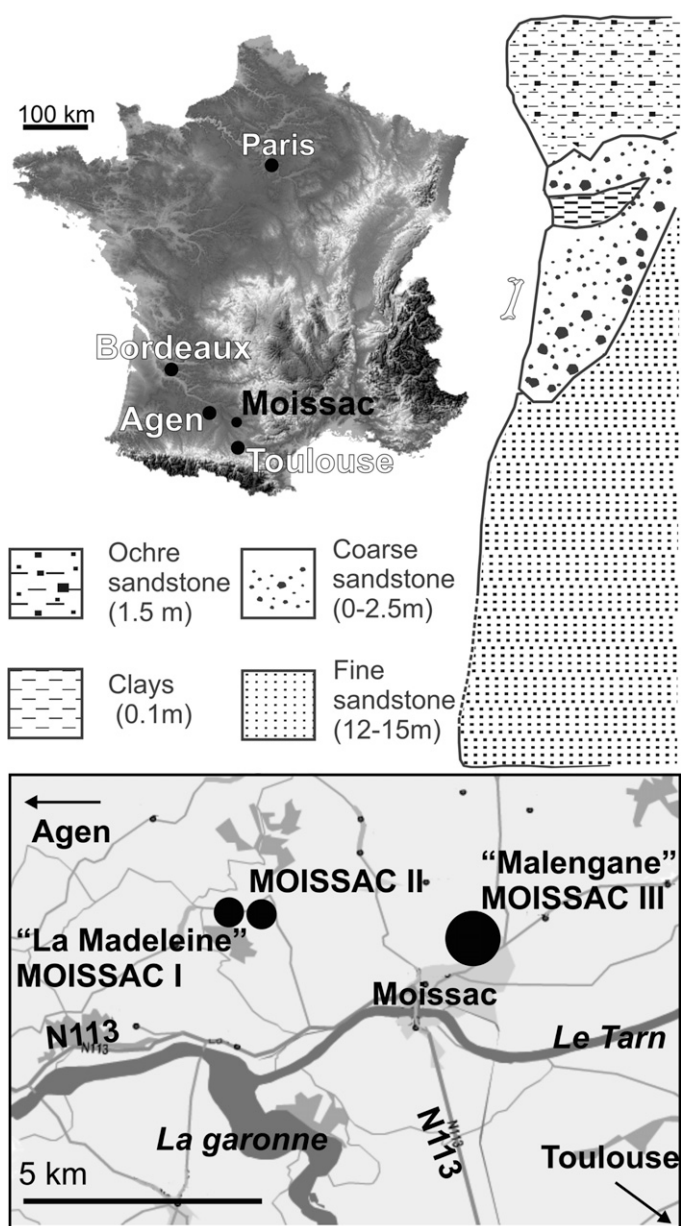 100 km
Paris
Bordeaux
Agen
Moissac
Toulouse
Ochre
sandstone
(1.5 m)
Coarse
sandstone
(0-2.5m)
Clays
(0.1m)
Fine
sandstone
(12-15m)
Agen
MOISSAC II
“Malengane”
MOISSAC III
“La Madeleine”
MOISSAC I
Moissac
N113
N113
Le Tarn
La garonne
N113
N113
Toulouse
5 km